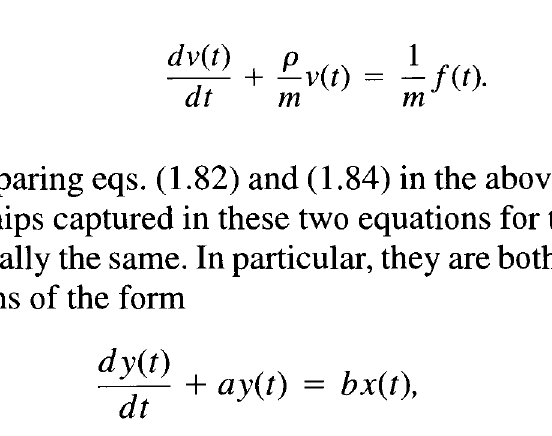 dv(t)/dt + ρ/m v(t) = 1/m f(t).
paring eqs. (1.82) and (1.84) in the abov
ips captured in these two equations for t
ally the same. In particular, they are both
ns of the form
dy(t)/dt + ay(t) = bx(t),